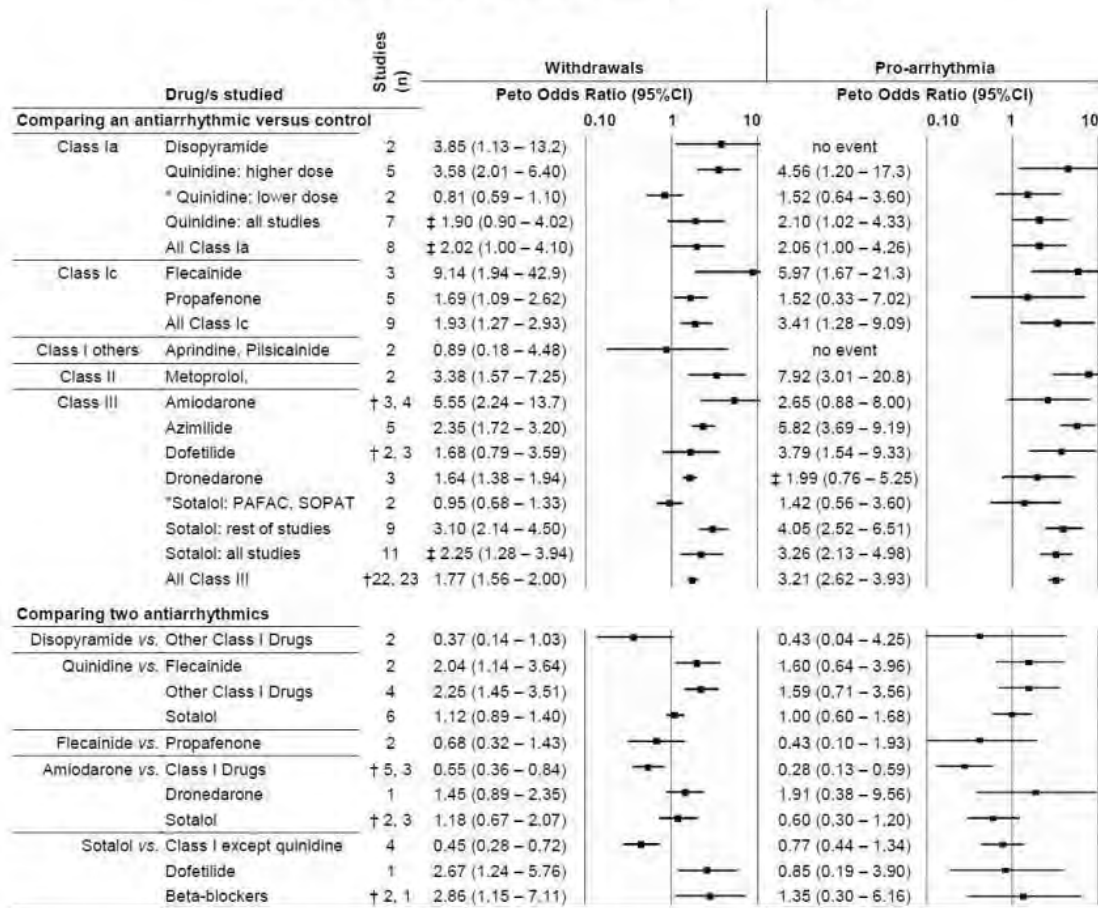 Studies (n)
Withdrawals Pro-arrhythmia
Drug/s studied Peto Odds Ratio (95%CI) Peto Odds Ratio (95%CI)
Comparing an antiarrhythmic versus control 0.10 1 10 0.10 1 10
Class Ia Disopyramide 2 3.85 (1.13 – 13.2) no event
Quinidine: higher dose 5 3.58 (2.01 – 6.40) 4.56 (1.20 – 17.3)
* Quinidine: lower dose 2 0.81 (0.59 – 1.10) 1.52 (0.64 – 3.60)
Quinidine: all studies 7 ‡ 1.90 (0.90 – 4.02) 2.10 (1.02 – 4.33)
All Class Ia 8 ‡ 2.02 (1.00 – 4.10) 2.06 (1.00 – 4.26)
Class Ic Flecainide 3 9.14 (1.94 – 42.9) 5.97 (1.67 – 21.3)
Propafenone 5 1.69 (1.09 – 2.62) 1.52 (0.33 – 7.02)
All Class Ic 9 1.93 (1.27 – 2.93) 3.41 (1.28 – 9.09)
Class I others Aprindine, Pilsicainide 2 0.89 (0.18 – 4.48) no event
Class II Metoprolol, 2 3.38 (1.57 – 7.25) 7.92 (3.01 – 20.8)
Class III Amiodarone † 3, 4 5.55 (2.24 – 13.7) 2.65 (0.88 – 8.00)
Azimilide 5 2.35 (1.72 – 3.20) 5.82 (3.69 – 9.19)
Dofetilide † 2, 3 1.68 (0.79 – 3.59) 3.79 (1.54 – 9.33)
Dronedarone 3 1.64 (1.38 – 1.94) ‡ 1.99 (0.76 – 5.25)
*Sotalol: PAFAC, SOPAT 2 0.95 (0.68 – 1.33) 1.42 (0.56 – 3.60)
Sotalol: rest of studies 9 3.10 (2.14 – 4.50) 4.05 (2.52 – 6.51)
Sotalol: all studies 11 ‡ 2.25 (1.28 – 3.94) 3.26 (2.13 – 4.98)
All Class III †22, 23 1.77 (1.56 – 2.00) 3.21 (2.62 – 3.93)
Comparing two antiarrhythmics
Disopyramide vs. Other Class I Drugs 2 0.37 (0.14 – 1.03) 0.43 (0.04 – 4.25)
Quinidine vs. Flecainide 2 2.04 (1.14 – 3.64) 1.60 (0.64 – 3.96)
Other Class I Drugs 4 2.25 (1.45 – 3.51) 1.59 (0.71 – 3.56)
Sotalol 6 1.12 (0.89 – 1.40) 1.00 (0.60 – 1.68)
Flecainide vs. Propafenone 2 0.68 (0.32 – 1.43) 0.43 (0.10 – 1.93)
Amiodarone vs. Class I Drugs † 5, 3 0.55 (0.36 – 0.84) 0.28 (0.13 – 0.59)
Dronedarone 1 1.45 (0.89 – 2.35) 1.91 (0.38 – 9.56)
Sotalol † 2, 3 1.18 (0.67 – 2.07) 0.60 (0.30 – 1.20)
Sotalol vs. Class I except quinidine 4 0.45 (0.28 – 0.72) 0.77 (0.44 – 1.34)
Dofetilide 1 2.67 (1.24 – 5.76) 0.85 (0.19 – 3.90)
Beta-blockers † 2, 1 2.86 (1.15 – 7.11) 1.35 (0.30 – 6.16)